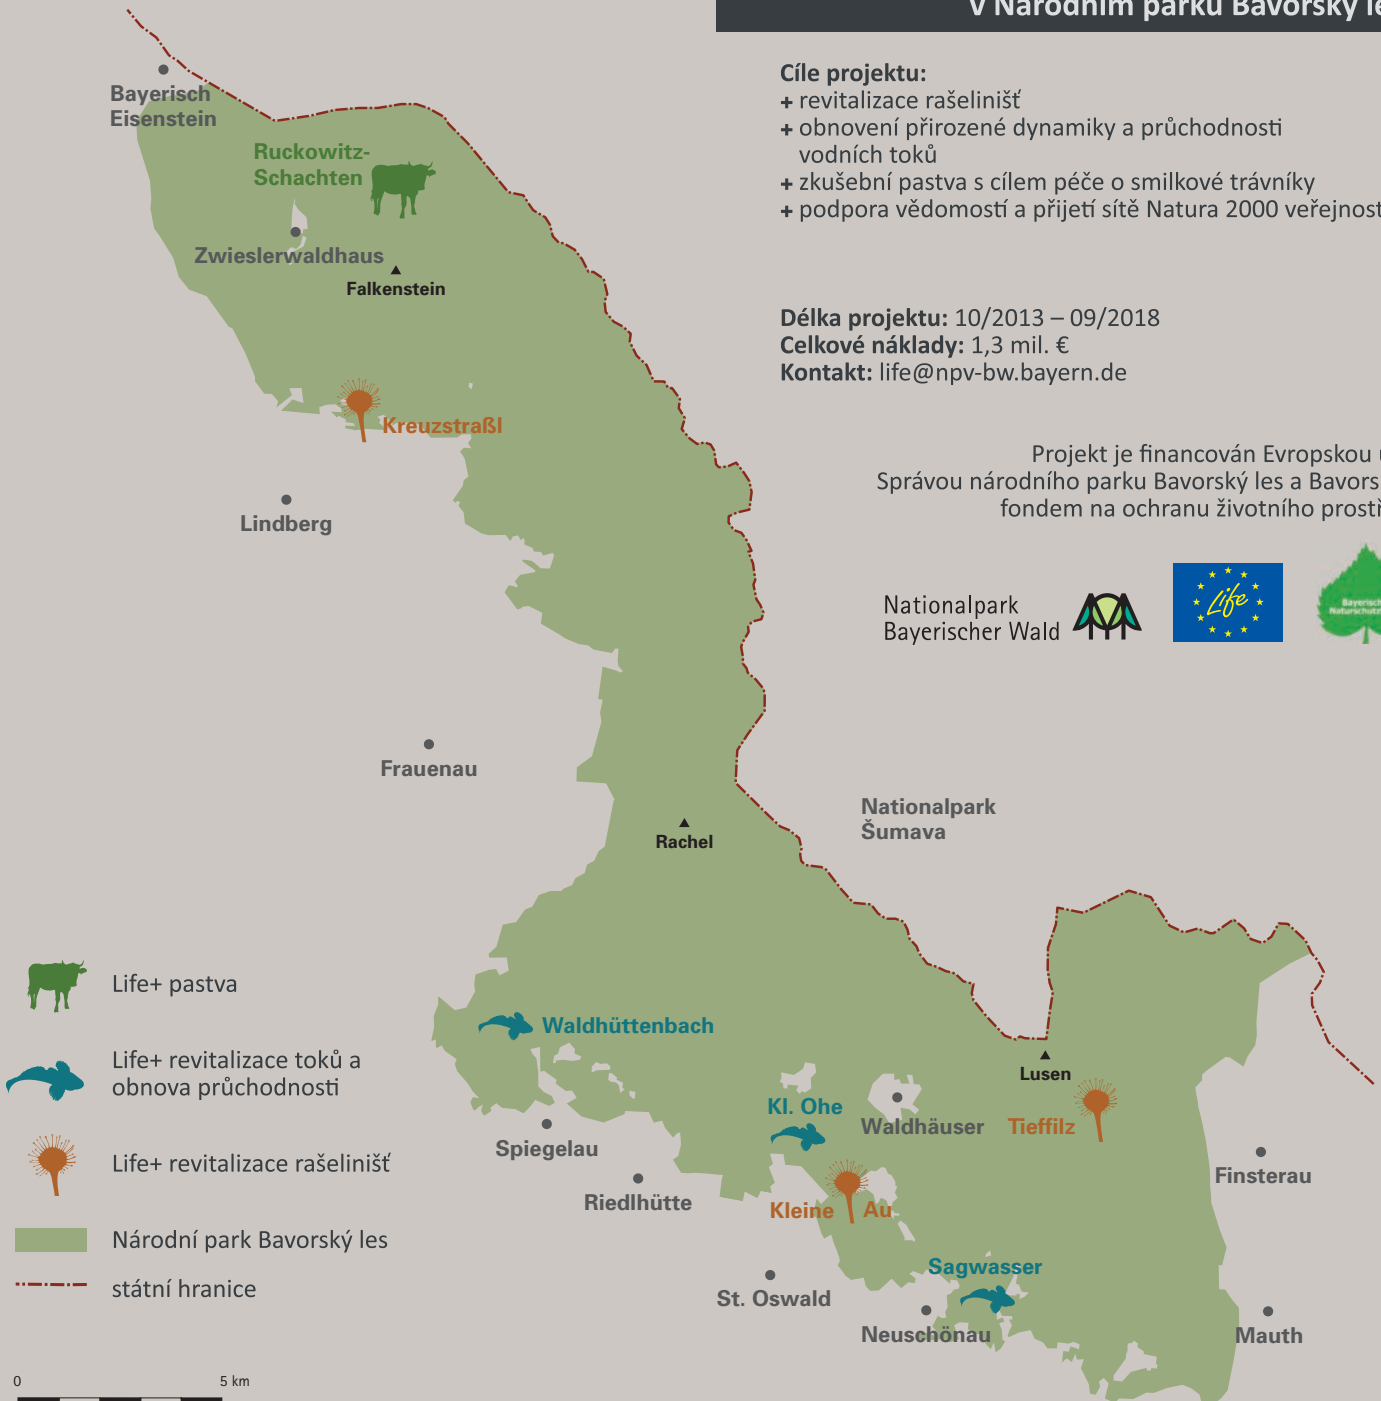 v Národním parku Bavorský le
Cíle projektu:
+ revitalizace rašelinišť
+ obnovení přirozené dynamiky a průchodnosti
vodních toků
+ zkušební pastva s cílem péče o smilkové trávníky
+ podpora vědomostí a přijetí sítě Natura 2000 veřejnost
Délka projektu: 10/2013 – 09/2018
Celkové náklady: 1,3 mil. €
Kontakt: life@npv-bw.bayern.de
Projekt je financován Evropskou
Správou národního parku Bavorský les a Bavors
fondem na ochranu životního prostř
Nationalpark
Bayerischer Wald
Life
Bayerisch
Naturschutz
Bayerisch
Eisenstein
Ruckowitz-
Schachten
Zwieslerwaldhaus
Falkenstein
Kreuzstraßl
Lindberg
Frauenau
Rachel
Nationalpark
Šumava
Waldhüttenbach
Spiegelau
Riedlhütte
Kl. Ohe
Waldhäuser
Lusen
Tieffilz
Kleine Au
Finsterau
Sagwasser
St. Oswald
Neuschönau
Mauth
Life+ pastva
Life+ revitalizace toků a
obnova průchodnosti
Life+ revitalizace rašelinišť
Národní park Bavorský les
státní hranice
0 5 km